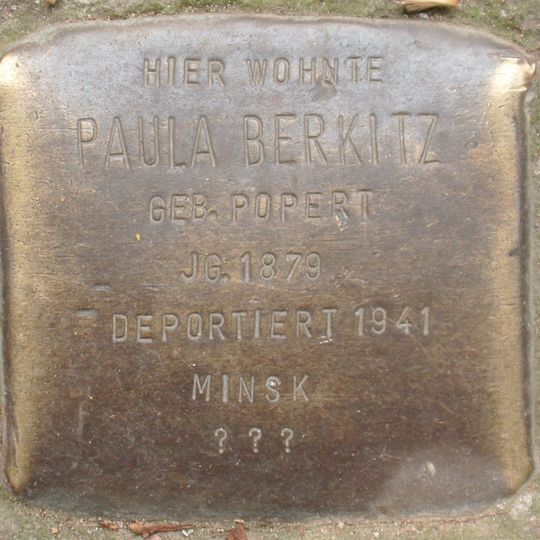 HIER WOHNTE
PAULA BERKITZ
GEB. POPERT
JG. 1879
DEPORTIERT 1941
MINSK
? ? ?